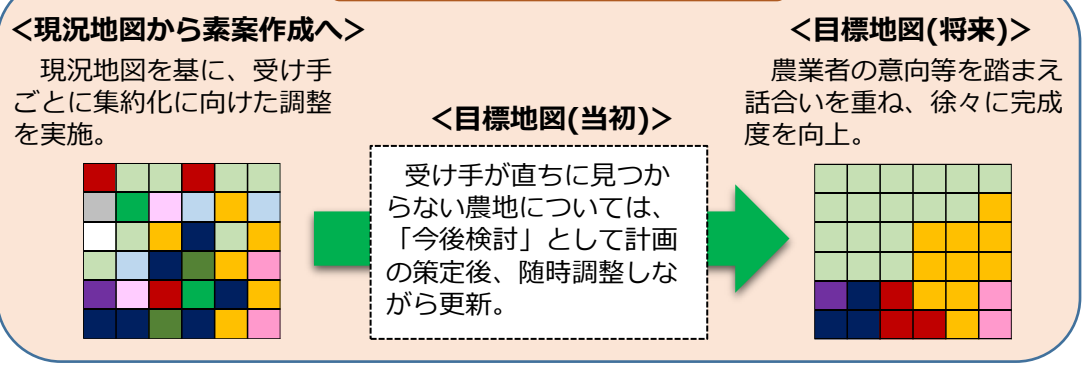 <現況地図から素案作成へ>
現況地図を基に、受け手
ごとに集約化に向けた調整
を実施。
<目標地図(当初)>
受け手が直ちに見つか
らない農地については、
「今後検討」として計画
の策定後、随時調整しな
がら更新。
<目標地図(将来)>
農業者の意向等を踏まえ
話合いを重ね、徐々に完成
度を向上。